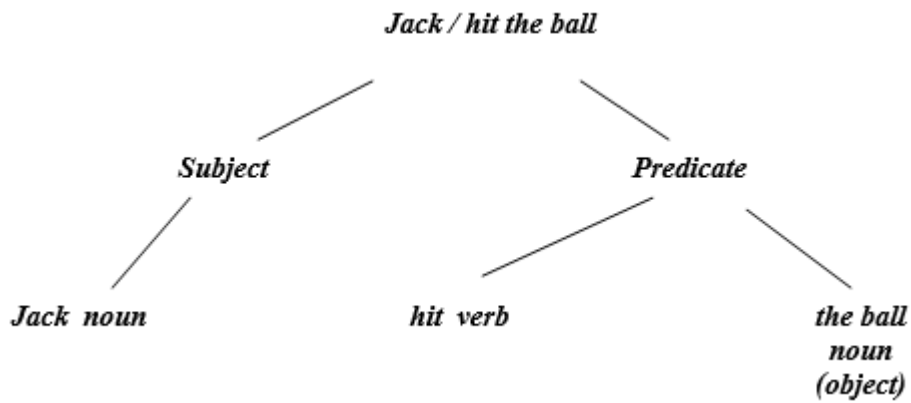 Jack / hit the ball
Subject
Predicate
Jack noun
hit verb
the ball
noun
(object)